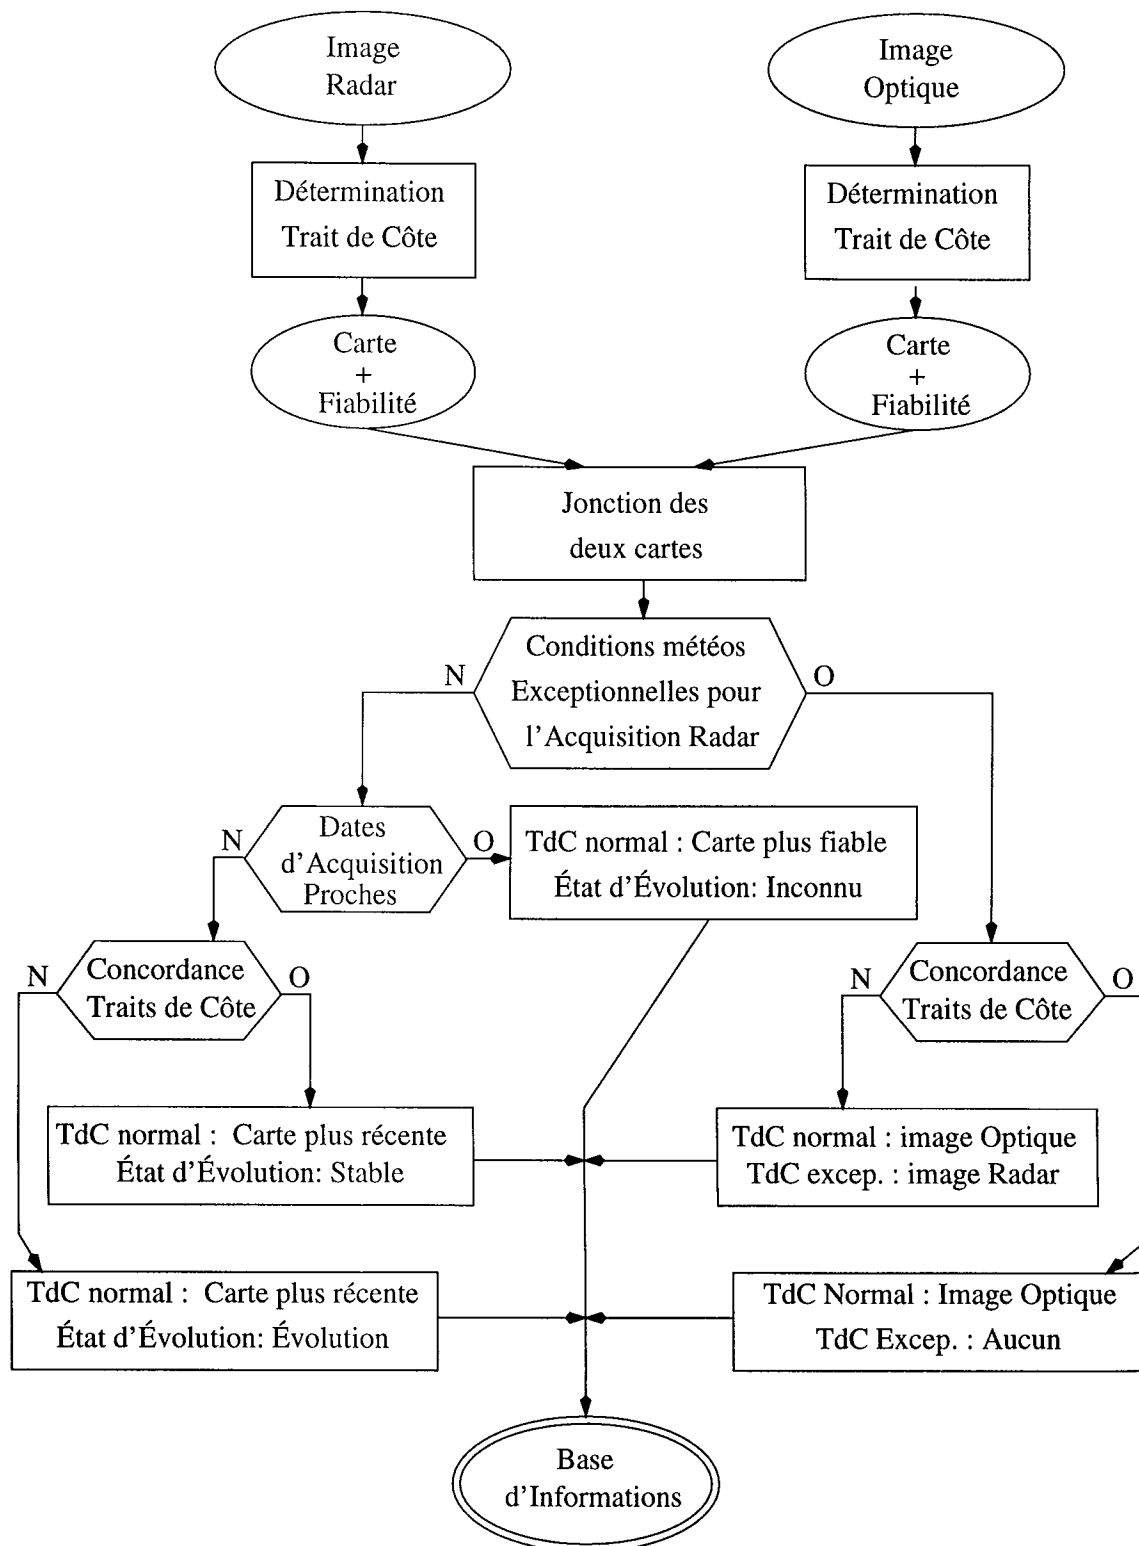 Image
Radar
Image
Optique
Détermination
Trait de Côte
Détermination
Trait de Côte
Carte
+
Fiabilité
Carte
+
Fiabilité
Jonction des
deux cartes
Conditions météos
Exceptionnelles pour
l'Acquisition Radar
N
O
Dates
d'Acquisition
Proches
N
O
TdC normal : Carte plus fiable
État d'Évolution: Inconnu
Concordance
Traits de Côte
N
O
Concordance
Traits de Côte
N
O
TdC normal : Carte plus récente
État d'Évolution: Stable
TdC normal : image Optique
TdC excep. : image Radar
TdC normal : Carte plus récente
État d'Évolution: Évolution
TdC Normal : Image Optique
TdC Excep. : Aucun
Base
d'Informations